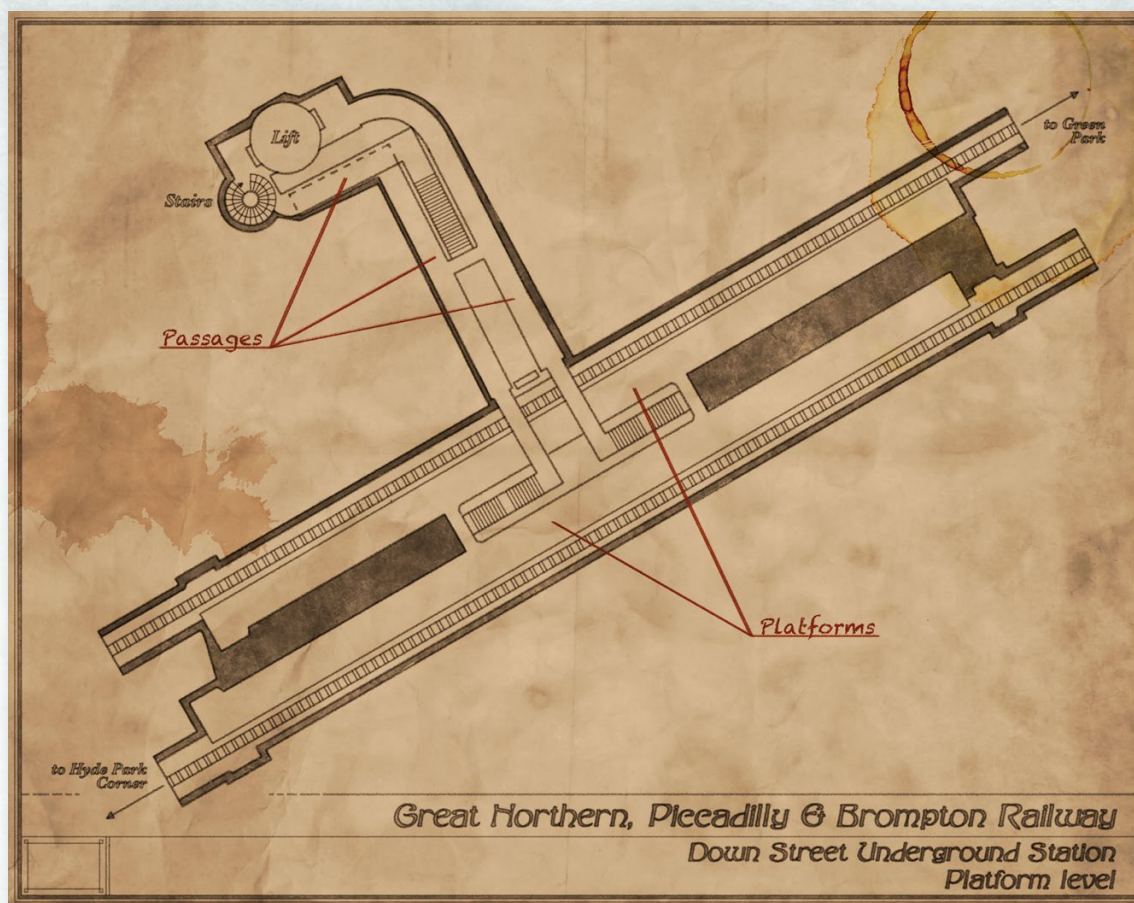 Lift
to Green
Park
Stairs
Passages
Platforms
to Hyde Park
Corner
Great Northern, Piccadilly & Brompton Railway
Down Street Underground Station
Platform level